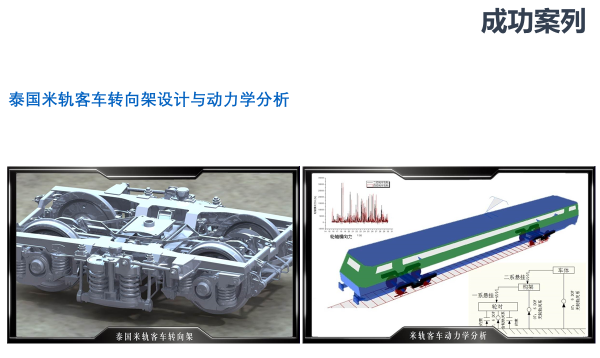 成功案列
泰国米轨客车转向架设计与动力学分析
轮轴横向力
二系悬挂
车体
构架
一系悬挂
轮对
泰国米轨客车转向架
米轨客车动力学分析